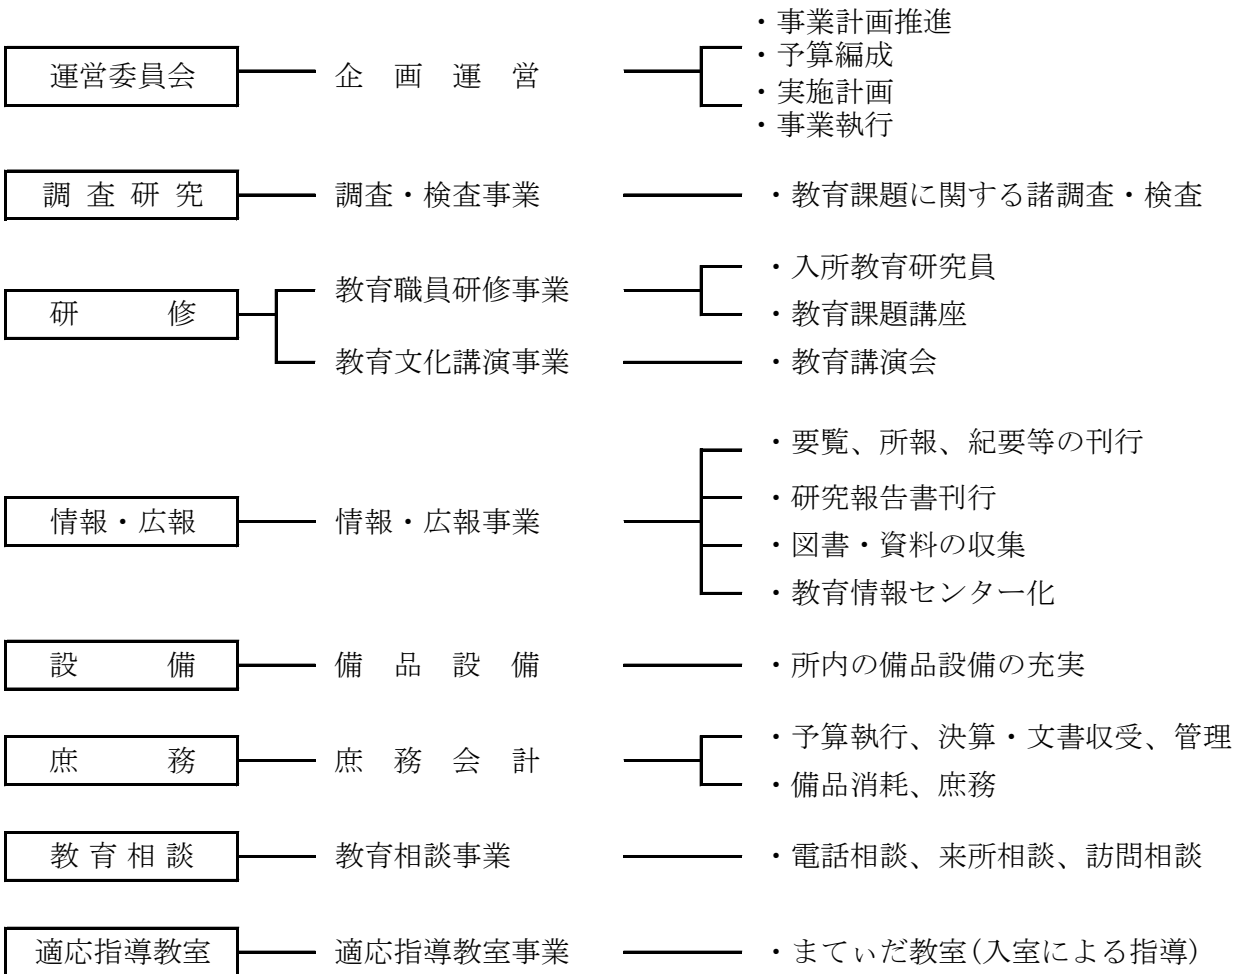 ・事業計画推進
・予算編成
運営委員会 企画運営
・実施計画
・事業執行
調査研究 調査・検査事業 ・教育課題に関する諸調査・検査
・入所教育研究員
教育職員研修事業
研修
・教育課題講座
教育文化講演事業 ・教育講演会
・要覧、所報、紀要等の刊行
・研究報告書刊行
情報・広報 情報・広報事業
・図書・資料の収集
・教育情報センター化
設備 備品設備 ・所内の備品設備の充実
・予算執行、決算・文書収受、管理
庶務 庶務会計
・備品消耗、庶務
教育相談 教育相談事業 ・電話相談、来所相談、訪問相談
適応指導教室 適応指導教室事業 ・まてぃだ教室(入室による指導)